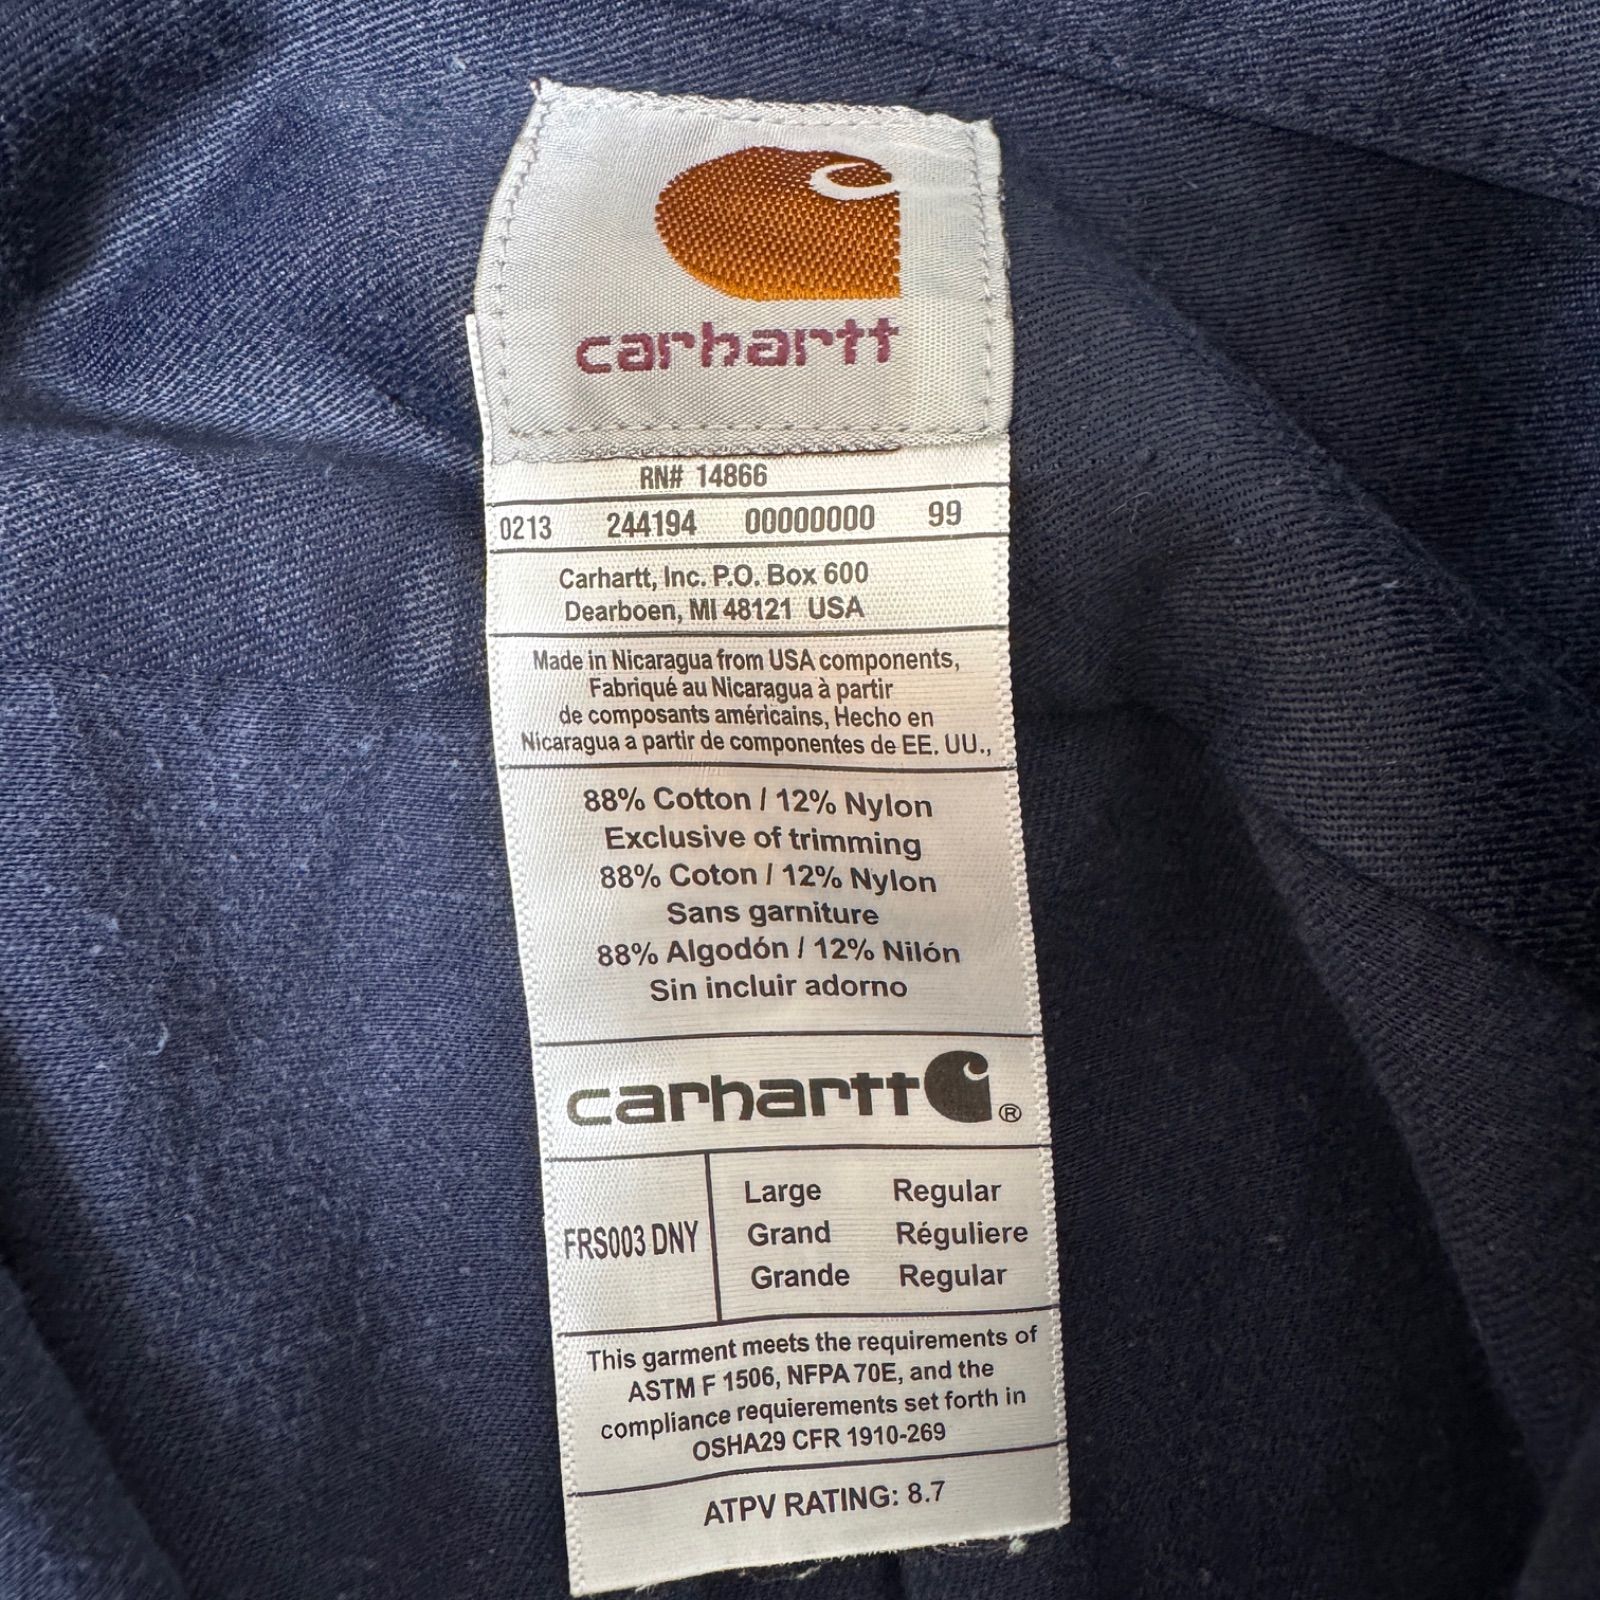 carhartt
RN# 14866
0213 244194 00000000 99
Carhartt, Inc. P.O. Box 600
Dearboen, MI 48121 USA
Made in Nicaragua from USA components,
Fabriqué au Nicaragua à partir
de composants américains, Hecho en
Nicaragua a partir de componentes de EE. UU.,
88% Cotton / 12% Nylon
Exclusive of trimming
88% Coton / 12% Nylon
Sans garniture
88% Algodón / 12% Nilón
Sin incluir adorno
carhartt ®
FRS003 DNY
Large Regular
Grand Réguliere
Grande Regular
This garment meets the requirements of
ASTM F 1506, NFPA 70E, and the
compliance requierements set forth in
OSHA29 CFR 1910-269
ATPV RATING: 8.7